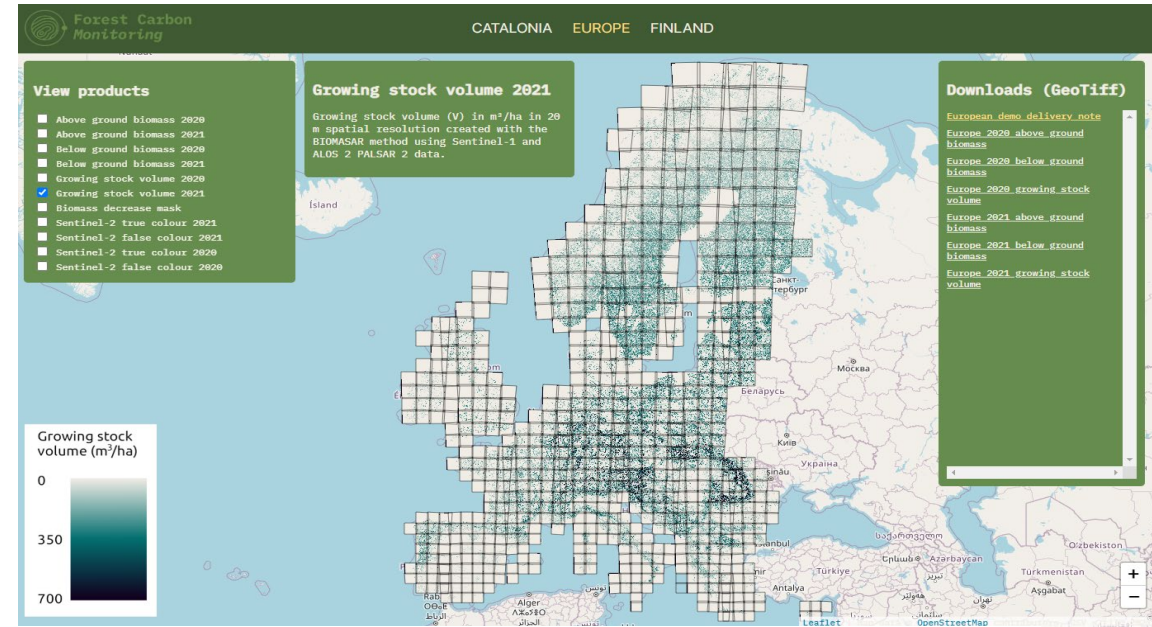 Forest Carbon
Monitoring
CATALONIA EUROPE FINLAND
View products
Above ground biomass 2020
Above ground biomass 2021
Below ground biomass 2020
Below ground biomass 2021
Growing stock volume 2020
Growing stock volume 2021
Biomass decrease mask
Sentinel-2 true colour 2021
Sentinel-2 false colour 2021
Sentinel-2 true colour 2020
Sentinel-2 false colour 2020
Growing stock volume 2021
Growing stock volume (V) in m³/ha in 20
m spatial resolution created with the
BIOMASAR method using Sentinel-1 and
ALOS 2 PALSAR 2 data.
Downloads (GeoTiff)
European demo delivery note
Europe 2020 above ground
biomass
Europe 2020 below ground
biomass
Europe 2020 growing stock
volume
Europe 2021 above ground
biomass
Europe 2021 below ground
biomass
Europe 2021 growing stock
volume
Ísland
Москва
Беларусь
Київ
Україна
Growing stock
volume (m³/ha)
0
350
700
საქართველო
Azərbaycan
Oʻzbekiston
Türkiye
Türkmenistan
Aşgabat
Antalya
تبریز
تهران
تونس
Alger
الجزائر
الرباط
+
−
Leaflet
OpenStreetMap